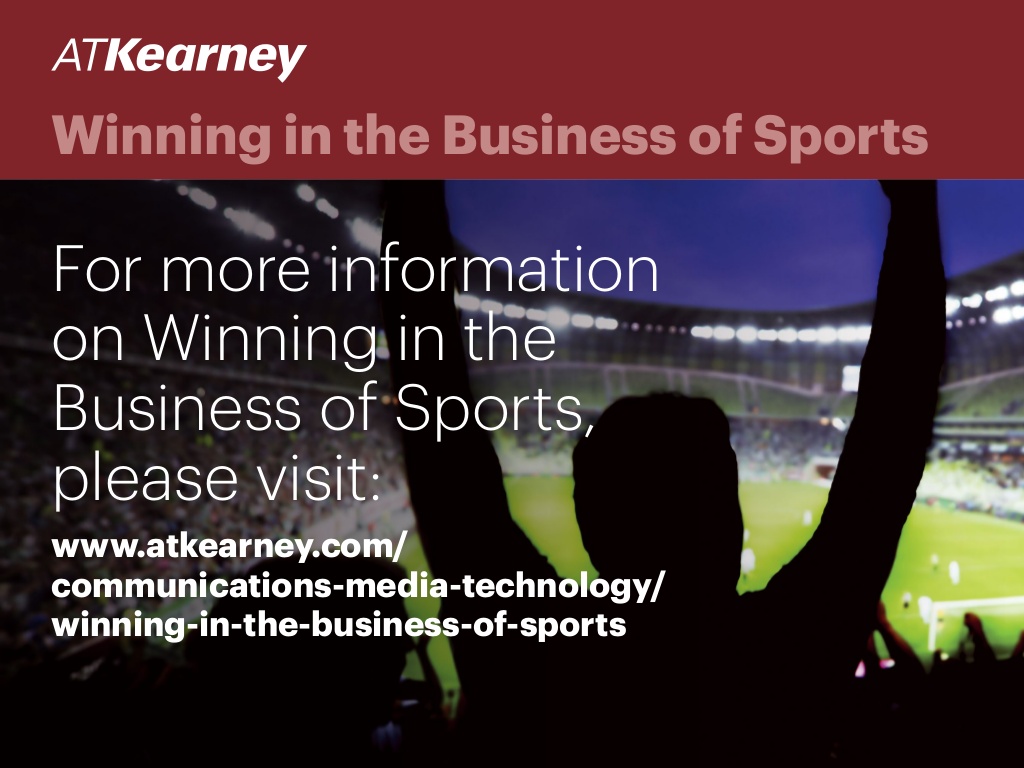 ATKearney
Winning in the Business of Sports
For more information
on Winning in the
Business of Sports,
please visit:
www.atkearney.com/
communications-media-technology/
winning-in-the-business-of-sports